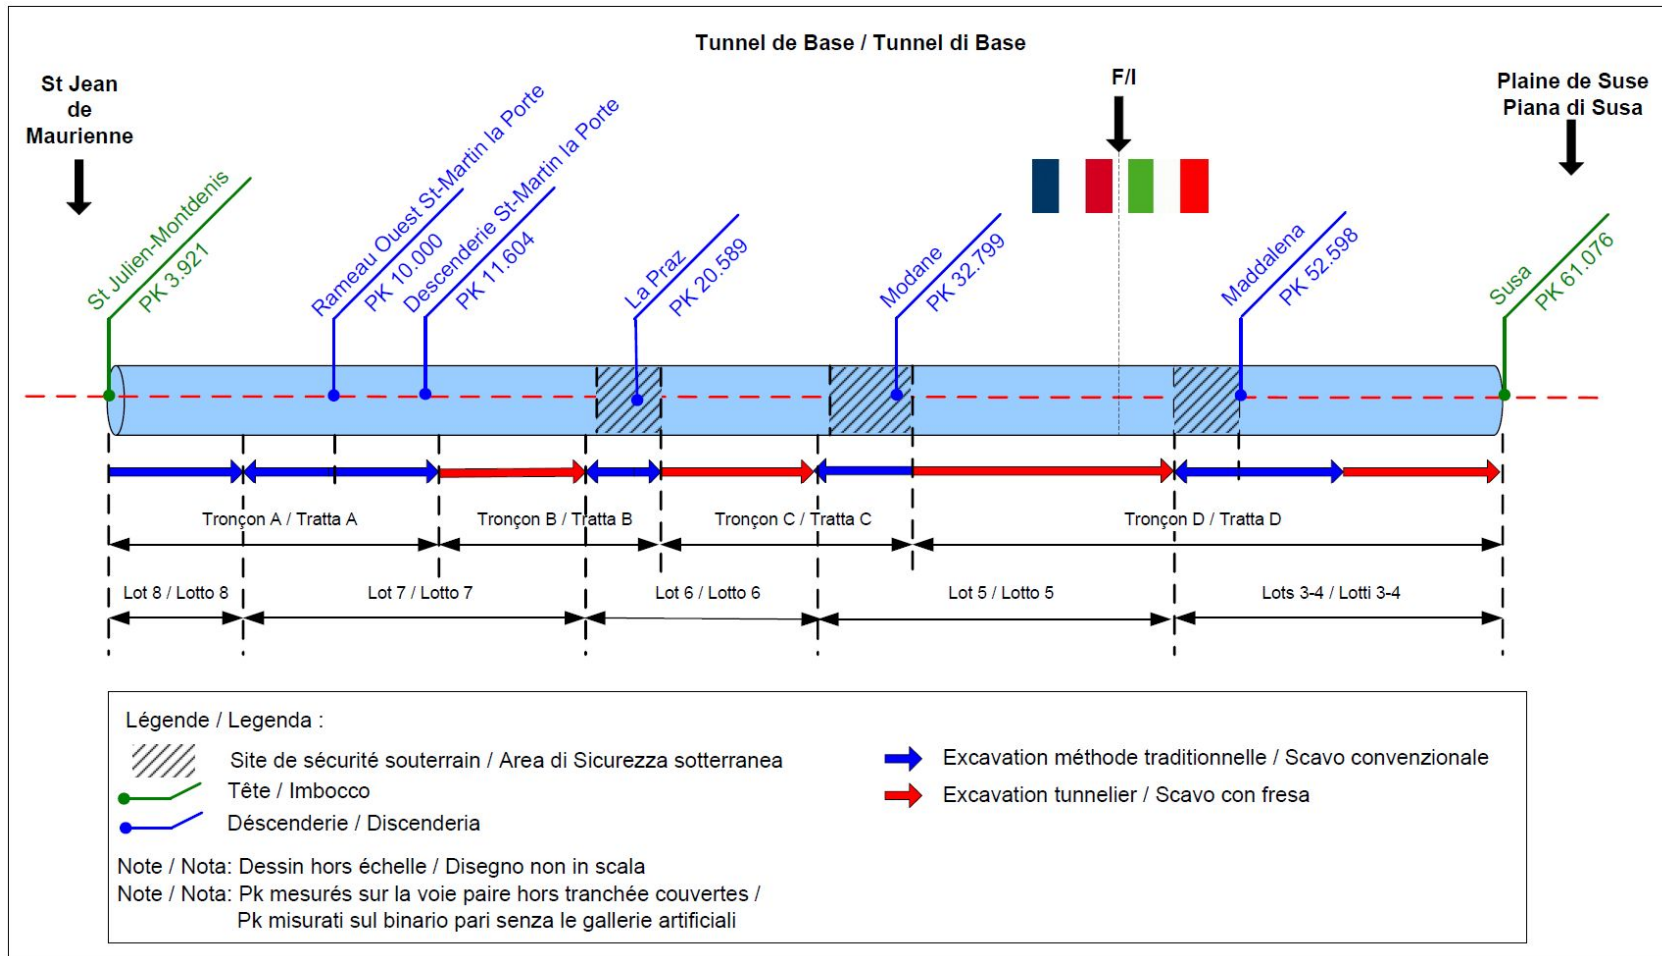 Tunnel de Base / Tunnel di Base
St Jean
de
Maurienne
F/I
Plaine de Suse
Piana di Susa
St Julien-Montdenis
PK 3.921
Rameau Ouest St-Martin la Porte
PK 10.000
Descenderie St-Martin la Porte
PK 11.604
La Praz
PK 20.589
Modane
PK 32.799
Maddalena
PK 52.598
Susa
PK 61.076
Tronçon A / Tratta A
Tronçon B / Tratta B
Tronçon C / Tratta C
Tronçon D / Tratta D
Lot 8 / Lotto 8
Lot 7 / Lotto 7
Lot 6 / Lotto 6
Lot 5 / Lotto 5
Lots 3-4 / Lotti 3-4
Légende / Legenda :
Site de sécurité souterrain / Area di Sicurezza sotterranea
Tête / Imbocco
Déscenderie / Discenderia
Excavation méthode traditionnelle / Scavo convenzionale
Excavation tunnelier / Scavo con fresa
Note / Nota: Dessin hors échelle / Disegno non in scala
Note / Nota: Pk mesurés sur la voie paire hors tranchée couvertes /
Pk misurati sul binario pari senza le gallerie artificiali